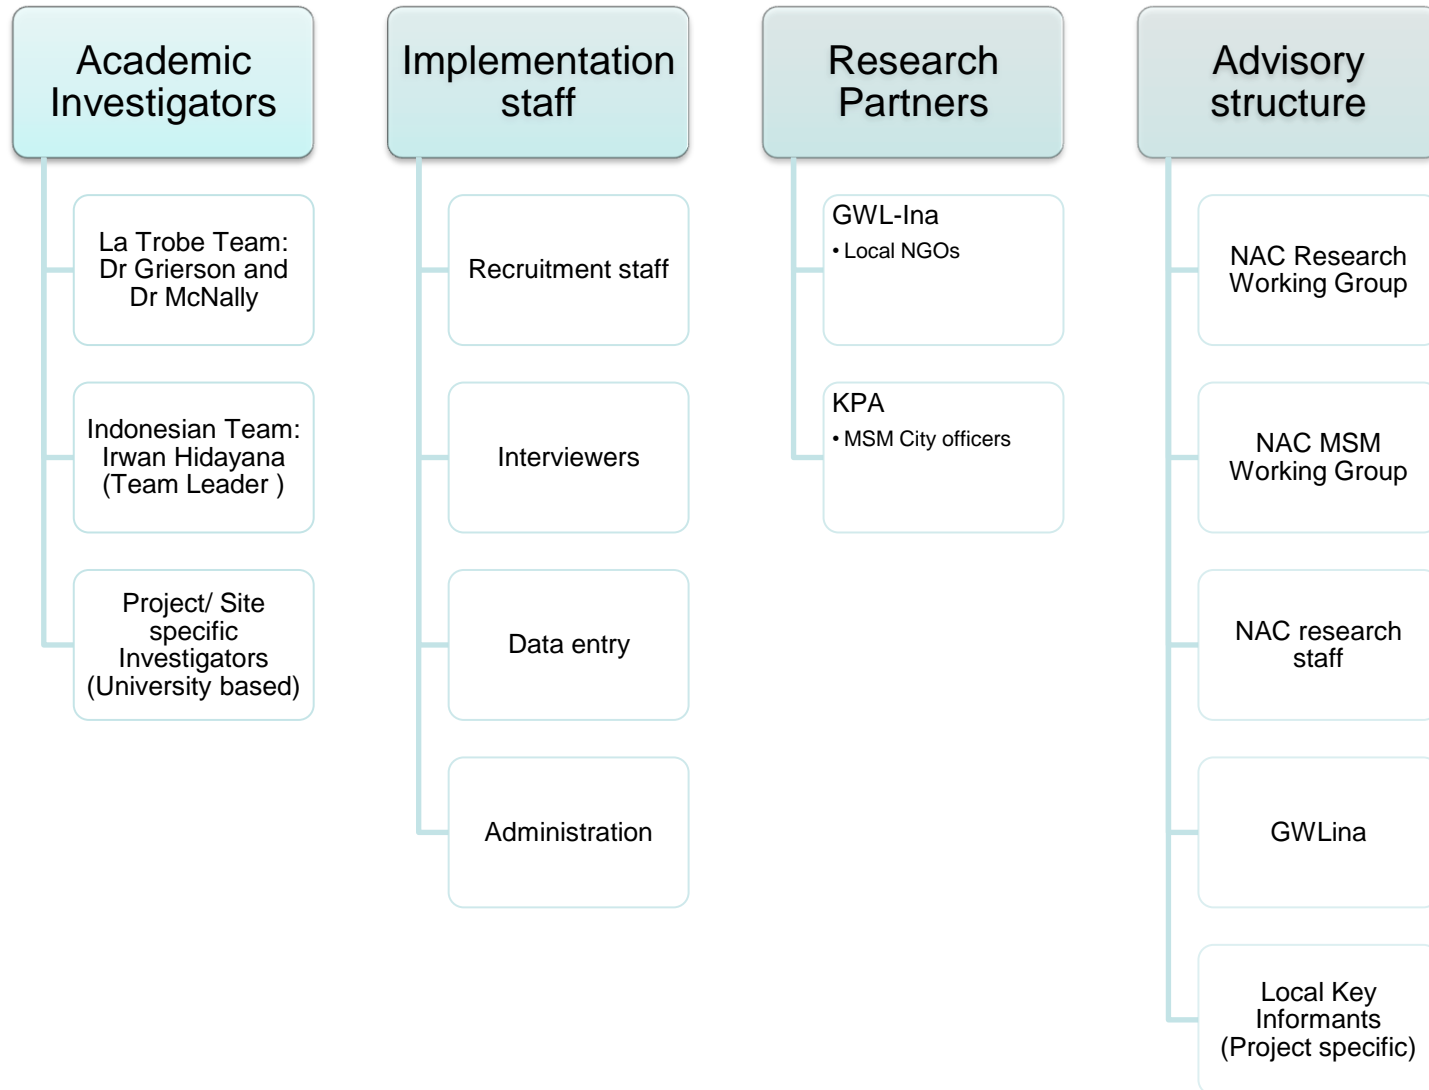 Academic
Investigators
La Trobe Team:
Dr Grierson and
Dr McNally
Indonesian Team:
Irwan Hidayana
(Team Leader )
Project/ Site
specific
Investigators
(University based)
Implementation
staff
Recruitment staff
Interviewers
Data entry
Administration
Research
Partners
GWL-Ina
• Local NGOs
KPA
• MSM City officers
Advisory
structure
NAC Research
Working Group
NAC MSM
Working Group
NAC research
staff
GWLina
Local Key
Informants
(Project specific)